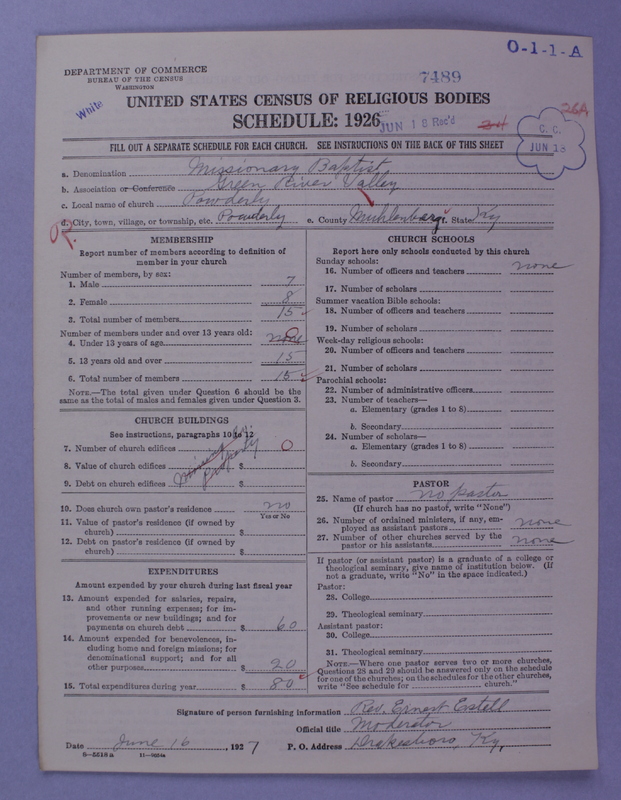 O-1-1-A
DEPARTMENT OF COMMERCE
BUREAU OF THE CENSUS
WASHINGTON
7489
White
UNITED STATES CENSUS OF RELIGIOUS BODIES
SCHEDULE: 1926
JUN 18 Rec'd
26A
C. C.
JUN 18
FILL OUT A SEPARATE SCHEDULE FOR EACH CHURCH. SEE INSTRUCTIONS ON THE BACK OF THIS SHEET
a. Denomination Missionary Baptist
b. Association or Conference Green River Valley
c. Local name of church Powderly
d. City, town, village, or township, etc. Powderly e. County Muhlenberg f. State Ky
R.
MEMBERSHIP
Report number of members according to definition of
member in your church
Number of members, by sex:
1. Male 7
2. Female 8
3. Total number of members 15
Number of members under and over 13 years old:
4. Under 13 years of age none 0
5. 13 years old and over 15
6. Total number of members 15
NOTE.—The total given under Question 6 should be the
same as the total of males and females given under Question 3.
CHURCH BUILDINGS
See instructions, paragraphs 10 to 12
7. Number of church edifices 0
8. Value of church edifices $
9. Debt on church edifices $
property
10. Does church own pastor's residence no
Yes or No
11. Value of pastor's residence (if owned by
church) $
12. Debt on pastor's residence (if owned by
church) $
EXPENDITURES
Amount expended by your church during last fiscal year
13. Amount expended for salaries, repairs,
and other running expenses; for im-
provements or new buildings; and for
payments on church debt $ 60
14. Amount expended for benevolences, in-
cluding home and foreign missions; for
denominational support; and for all
other purposes $ 20
15. Total expenditures during year $ 80
CHURCH SCHOOLS
Report here only schools conducted by this church
Sunday schools:
16. Number of officers and teachers none
17. Number of scholars
Summer vacation Bible schools:
18. Number of officers and teachers
19. Number of scholars
Week-day religious schools:
20. Number of officers and teachers
21. Number of scholars
Parochial schools:
22. Number of administrative officers
23. Number of teachers—
a. Elementary (grades 1 to 8)
b. Secondary
24. Number of scholars—
a. Elementary (grades 1 to 8)
b. Secondary
PASTOR
25. Name of pastor no pastor
(If church has no pastor, write "None")
26. Number of ordained ministers, if any, em-
ployed as assistant pastors none
27. Number of other churches served by the
pastor or his assistants none
If pastor (or assistant pastor) is a graduate of a college or
theological seminary, give name of institution below. (If
not a graduate, write "No" in the space indicated.)
Pastor:
28. College
29. Theological seminary
Assistant pastor:
30. College
31. Theological seminary
NOTE.—Where one pastor serves two or more churches,
Questions 28 and 29 should be answered only on the schedule
for one of the churches; on the schedules for the other churches,
write "See schedule for church."
Signature of person furnishing information Rev. Ernest Estell
Official title Moderator
Date June 16, 1927 P. O. Address Drakesboro, Ky,
8-5518 a 11-9054a